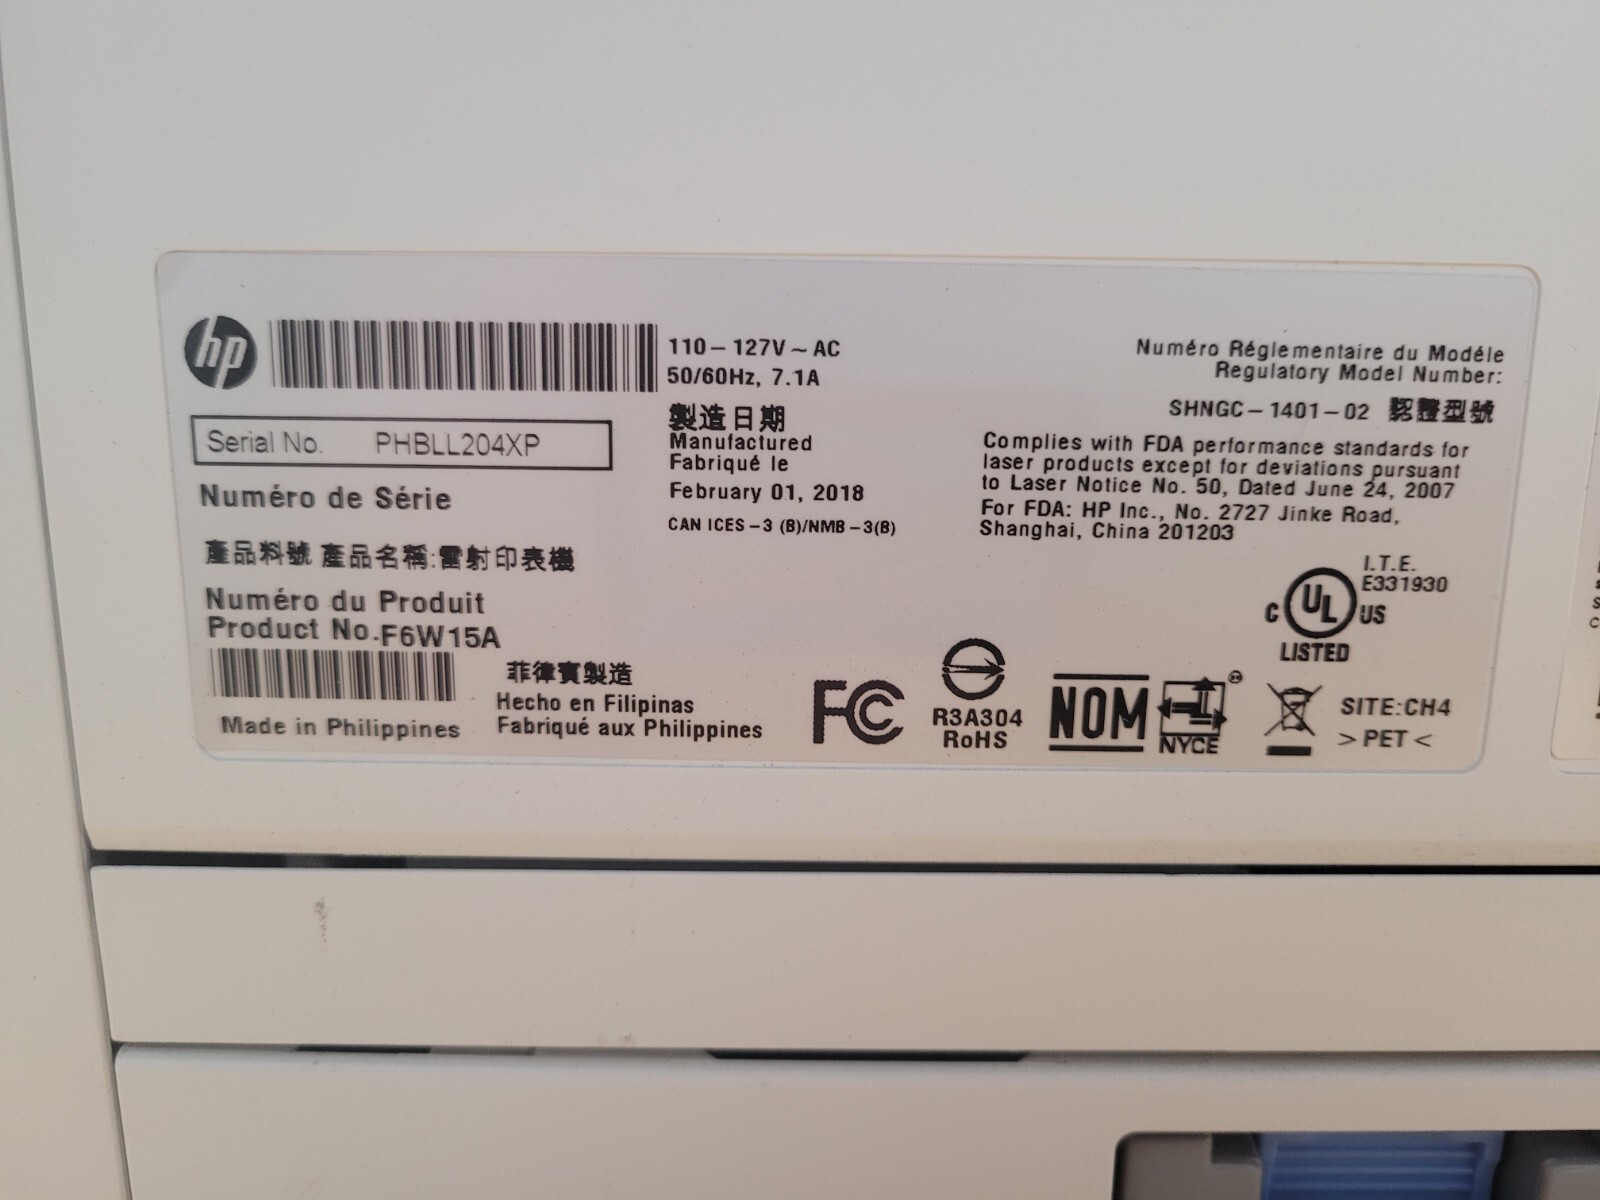 hp
110 – 127V ~ AC
50/60Hz, 7.1A
Serial No. PHBLL204XP
Numéro de Série
產品料號 產品名稱:雷射印表機
Numéro du Produit
Product No.F6W15A
Made in Philippines
菲律賓製造
Hecho en Filipinas
Fabriqué aux Philippines
製造日期
Manufactured
Fabriqué le
February 01, 2018
CAN ICES – 3 (B)/NMB – 3(B)
Numéro Réglementaire du Modéle
Regulatory Model Number:
SHNGC – 1401 – 02 認證型號
Complies with FDA performance standards for
laser products except for deviations pursuant
to Laser Notice No. 50, Dated June 24, 2007
For FDA: HP Inc., No. 2727 Jinke Road,
Shanghai, China 201203
I.T.E.
E331930
C UL US
LISTED
FC
R3A304
RoHS
NOM
NYCE
SITE:CH4
> PET <